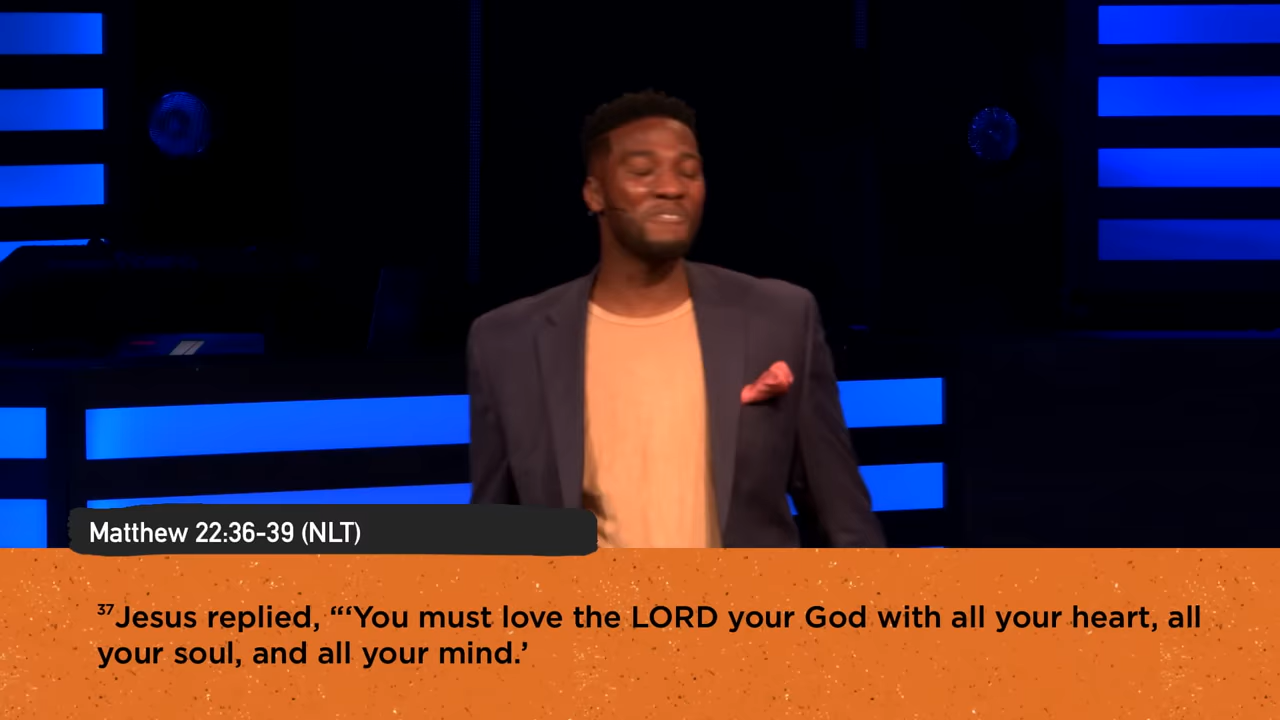 Matthew 22:36-39 (NLT)
³⁷Jesus replied, “‘You must love the LORD your God with all your heart, all
your soul, and all your mind.’